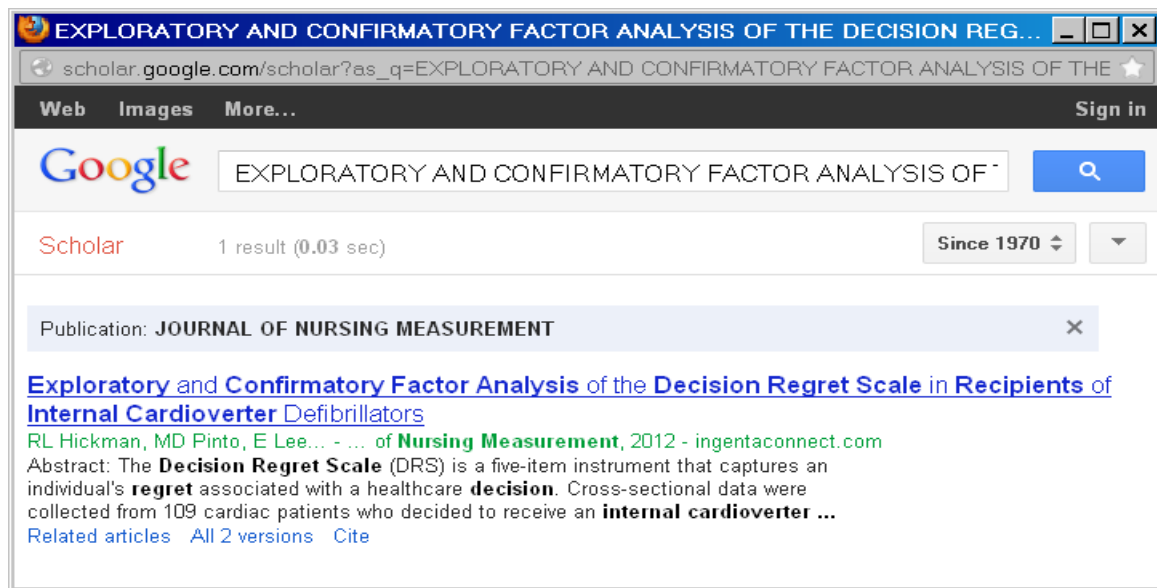 EXPLORATORY AND CONFIRMATORY FACTOR ANALYSIS OF THE DECISION REG...
scholar.google.com/scholar?as_q=EXPLORATORY AND CONFIRMATORY FACTOR ANALYSIS OF THE
Web Images More... Sign in
Google EXPLORATORY AND CONFIRMATORY FACTOR ANALYSIS OF
Scholar 1 result (0.03 sec) Since 1970
Publication: JOURNAL OF NURSING MEASUREMENT
Exploratory and Confirmatory Factor Analysis of the Decision Regret Scale in Recipients of
Internal Cardioverter Defibrillators
RL Hickman, MD Pinto, E Lee... - ... of Nursing Measurement, 2012 - ingentaconnect.com
Abstract: The Decision Regret Scale (DRS) is a five-item instrument that captures an
individual's regret associated with a healthcare decision. Cross-sectional data were
collected from 109 cardiac patients who decided to receive an internal cardioverter ...
Related articles All 2 versions Cite